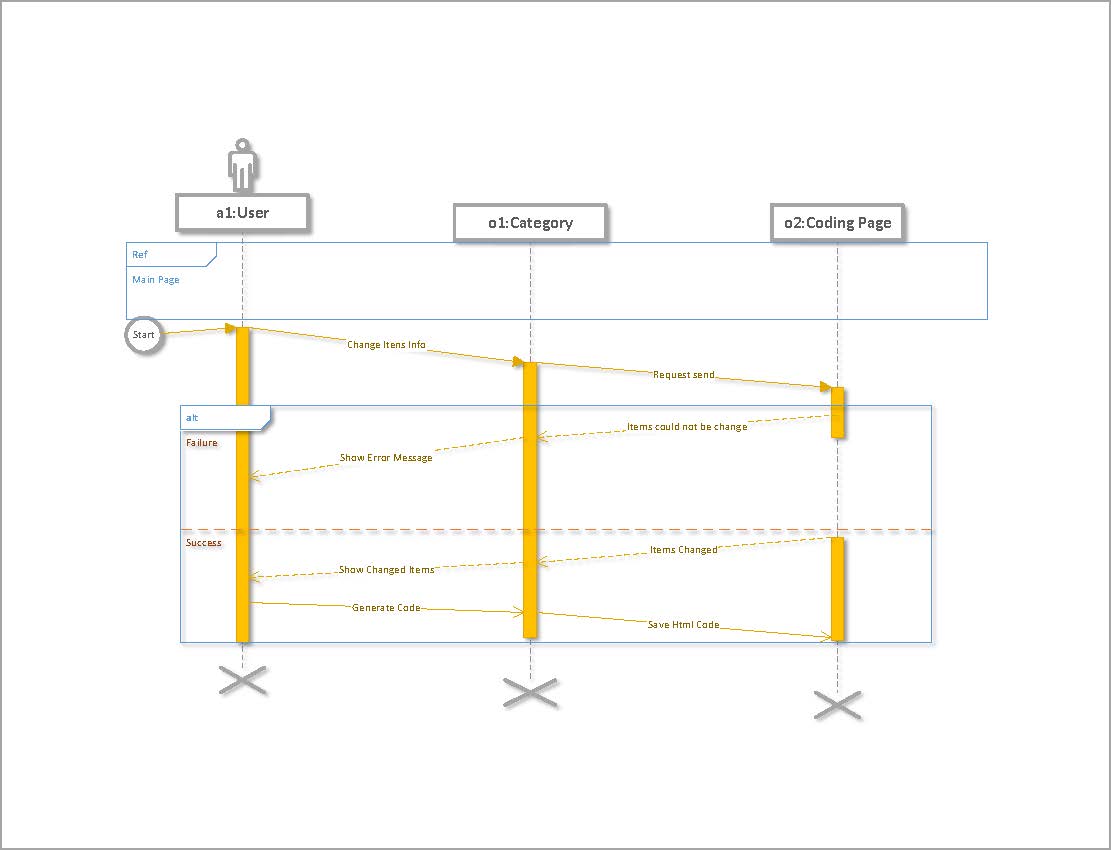 a1:User
o1:Category
o2:Coding Page
Ref
Main Page
Start
Change Itens Info
Request send
alt
Items could not be change
Failure
Show Error Message
Success
Items Changed
Show Changed Items
Generate Code
Save Html Code